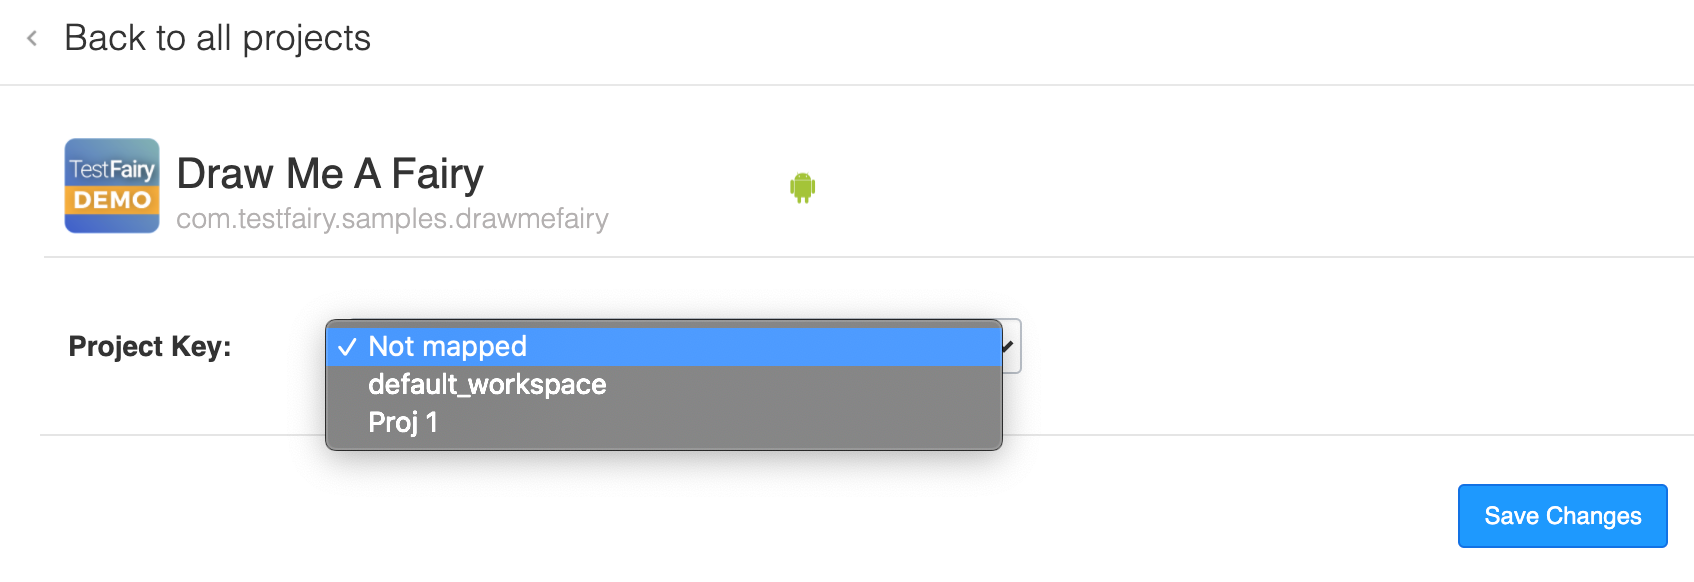 Back to all projects
TestFairy
DEMO
Draw Me A Fairy
com.testfairy.samples.drawmefairy
Project Key:
Not mapped
default_workspace
Proj 1
Save Changes